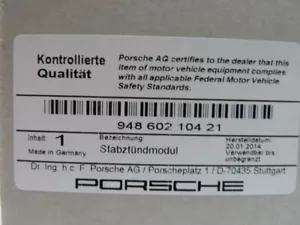 Kontrollierte
Qualität
Porsche AG certifies to the dealer that this
item of motor vehicle equipment complies
with all applicable Federal Motor Vehicle
Safety Standards.
948 602 104 21
Inhalt: 1
Bezeichnung:
Herstelldatum:
20.01.2014
Made in Germany
Stabztündmodul
Verwendbar bis:
unbegrenzt
Dr. Ing. h.c. F. Porsche AG / Porscheplatz 1 / D-70435 Stuttgart
PORSCHE